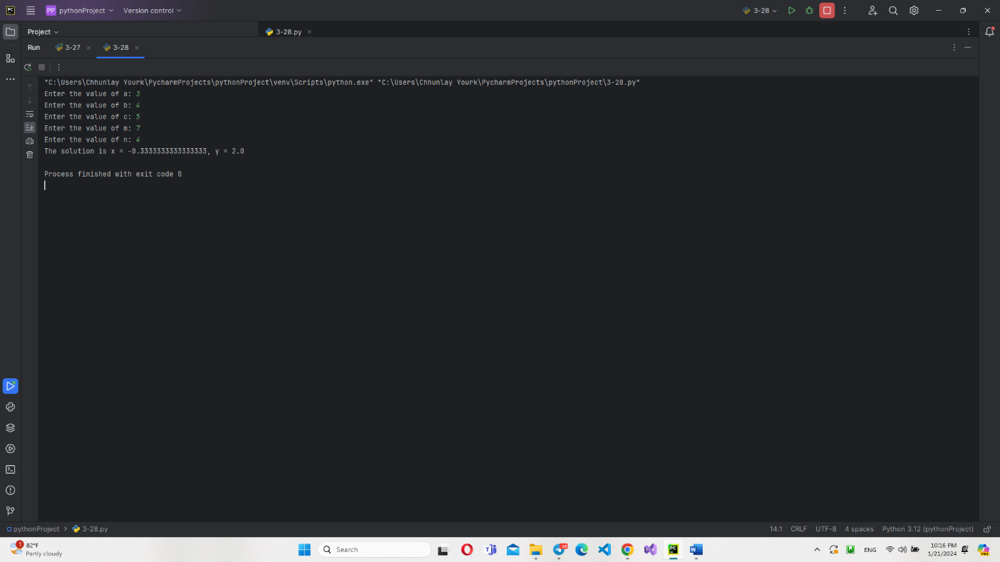 PC
PP pythonProject Version control 3-28
Project 3-28.py
Run 3-27 3-28
"C:\Users\Chhunlay Yourk\PycharmProjects\pythonProject\venv\Scripts\python.exe" "C:\Users\Chhunlay Yourk\PycharmProjects\pythonProject\3-28.py"
Enter the value of a: 3
Enter the value of b: 4
Enter the value of c: 5
Enter the value of m: 7
Enter the value of n: 4
The solution is x = -0.3333333333333333, y = 2.0
Process finished with exit code 0
pythonProject 3-28.py 14:1 CRLF UTF-8 4 spaces Python 3.12 (pythonProject)
1 82°F
Partly cloudy
Search
ENG
10:16 PM
1/21/2024